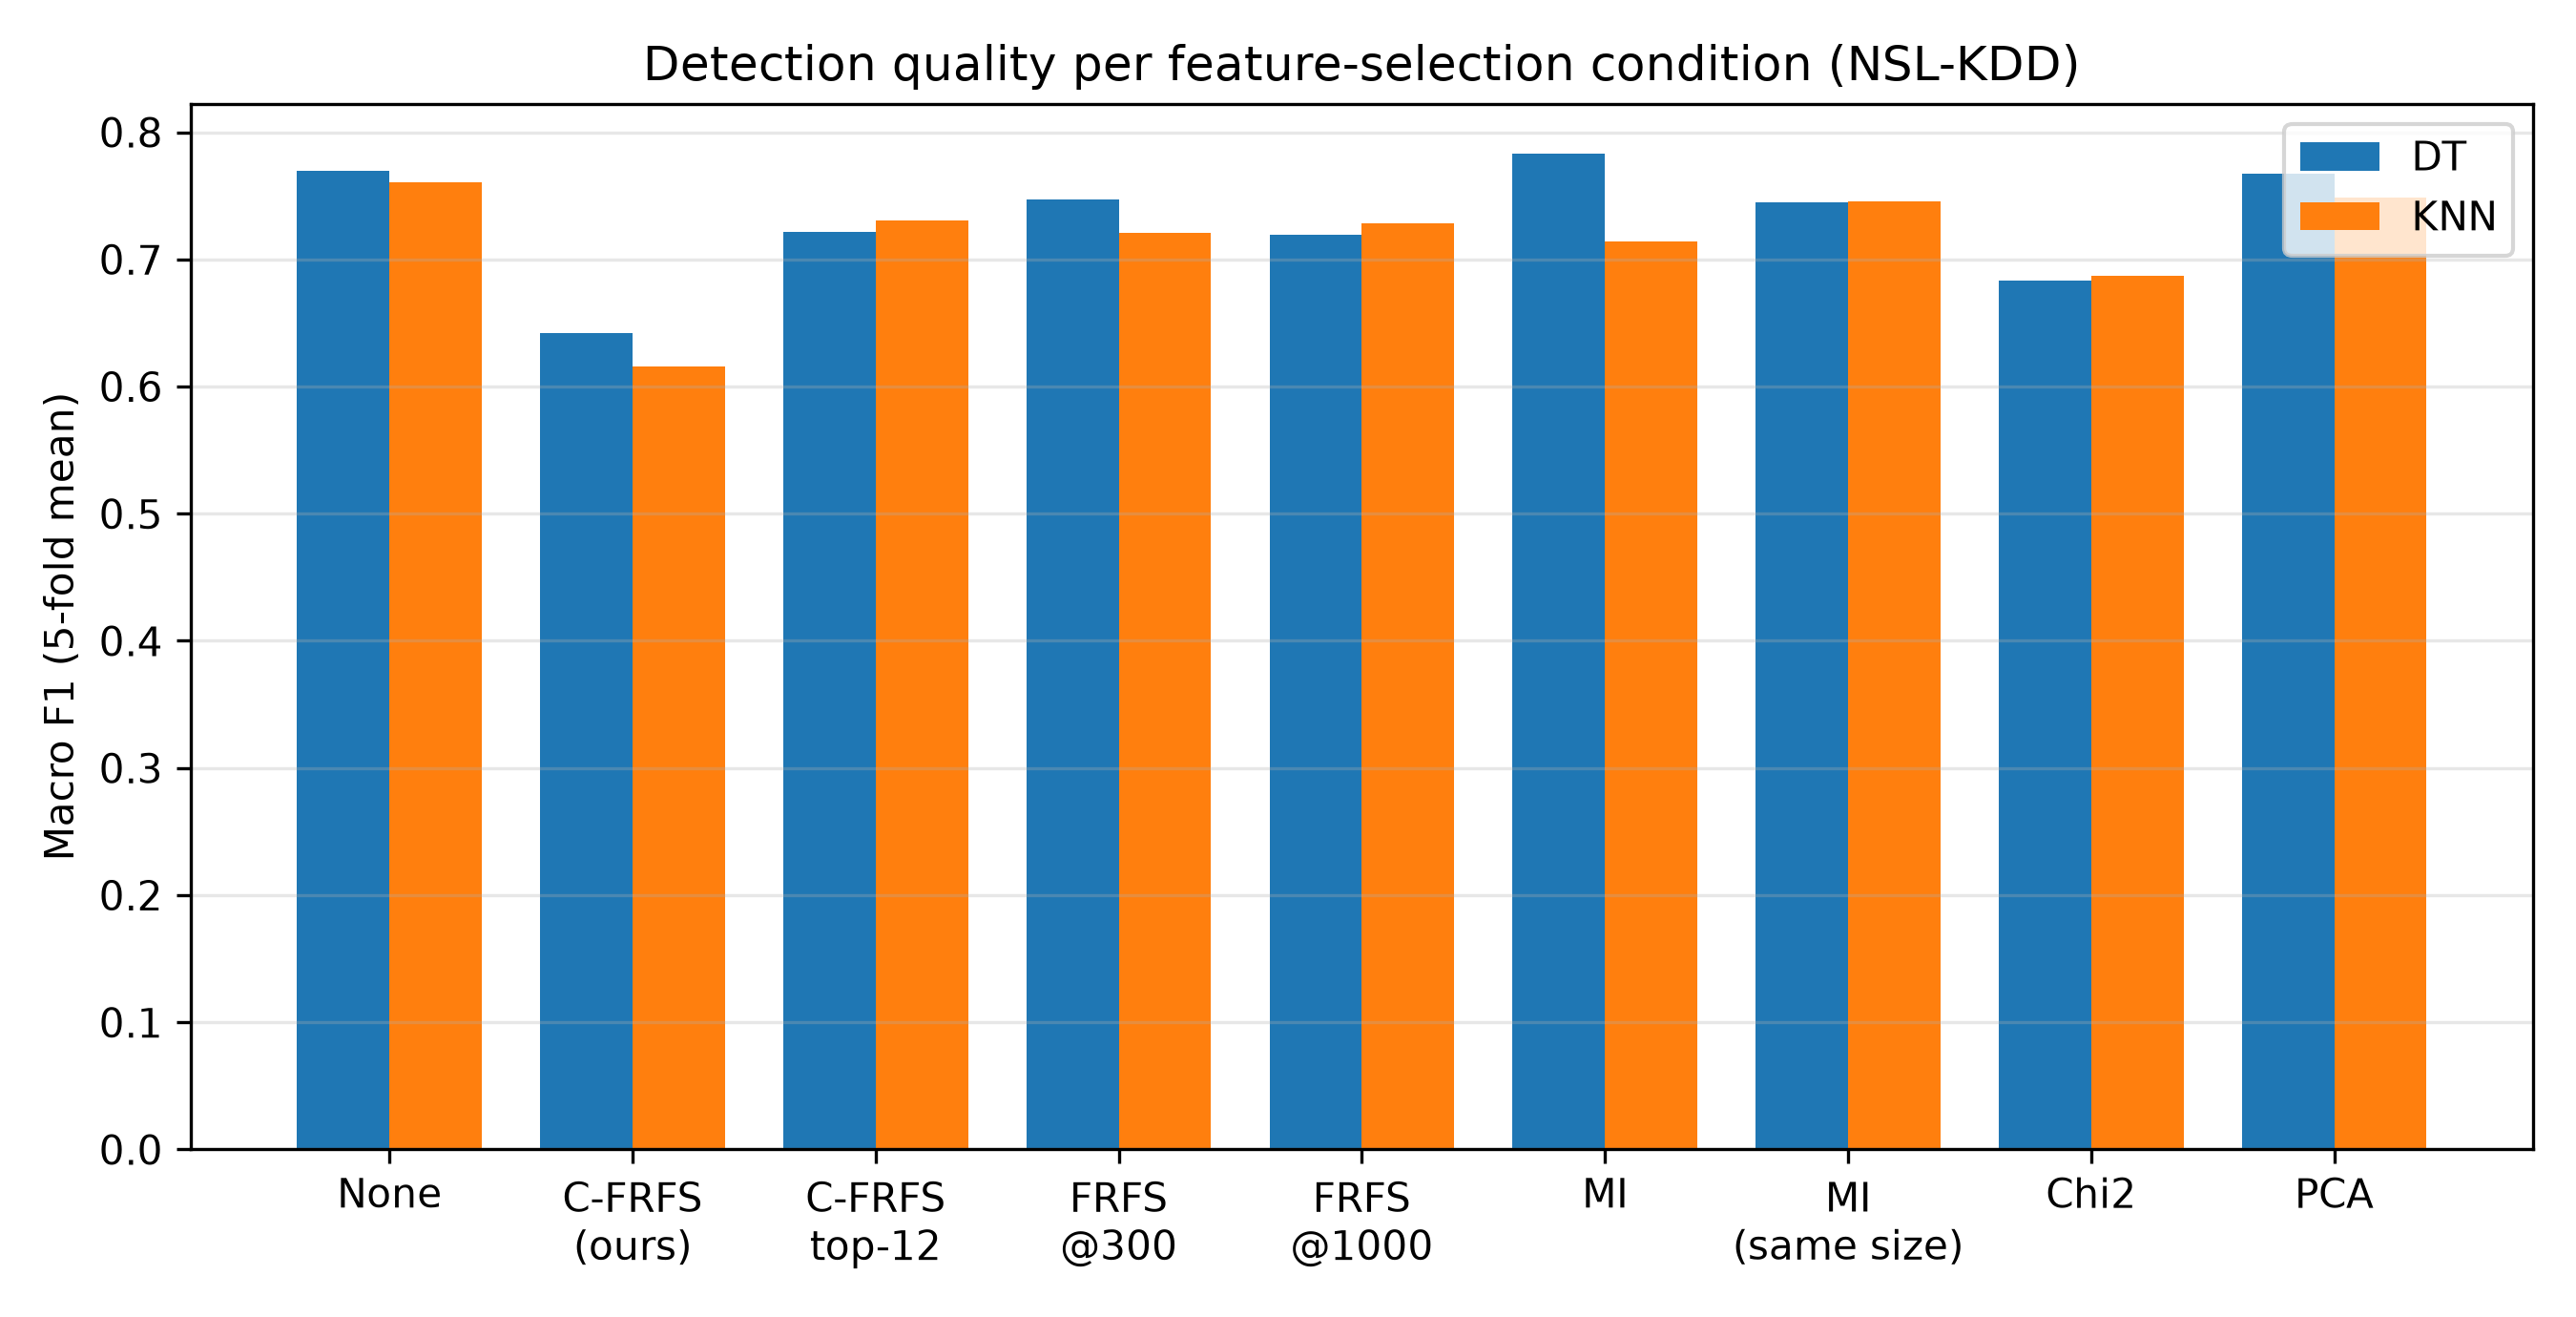 Detection quality per feature-selection condition (NSL-KDD)
DT
KNN
Macro F1 (5-fold mean)
0.8
0.7
0.6
0.5
0.4
0.3
0.2
0.1
0.0
None
C-FRFS
(ours)
C-FRFS
top-12
FRFS
@300
FRFS
@1000
MI
MI
(same size)
Chi2
PCA